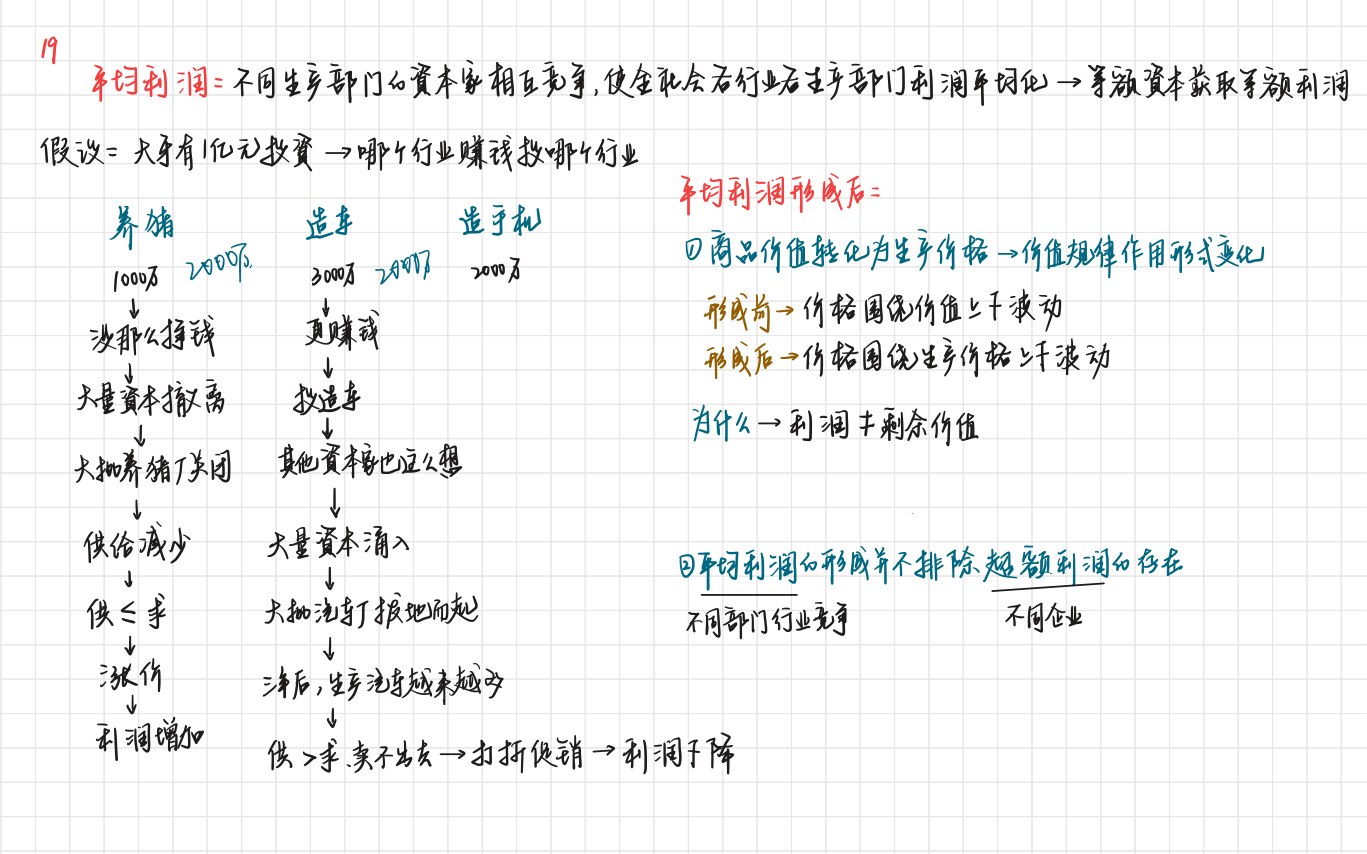 19
平均利润=不同生产部门的资本家相互竞争,使全社会各行业各生产部门利润平均化→等额资本获取等额利润
假设=大牙有1亿元投资→哪个行业赚钱投哪个行业
养猪 造车 造手机
1000万 2000万 3000万 2000万 2000万
↓
没那么挣钱
↓
大量资本撤离
↓
大批养猪厂关闭
↓
供给减少
↓
供≤求
↓
涨价
↓
利润增加
↓
更赚钱
↓
投造车
↓
其他资本家也这么想
↓
大量资本涌入
↓
大批汽车厂拔地而起
↓
三年后,生产汽车越来越多
↓
供>求.卖不出去→打折促销→利润下降
平均利润形成后=
①商品价值转化为生产价格→价值规律作用形式变化
形成前→价格围绕价值上下波动
形成后→价格围绕生产价格上下波动
为什么→利润≠剩余价值
②平均利润的形成并不排除超额利润的存在
不同部门行业竞争 不同企业